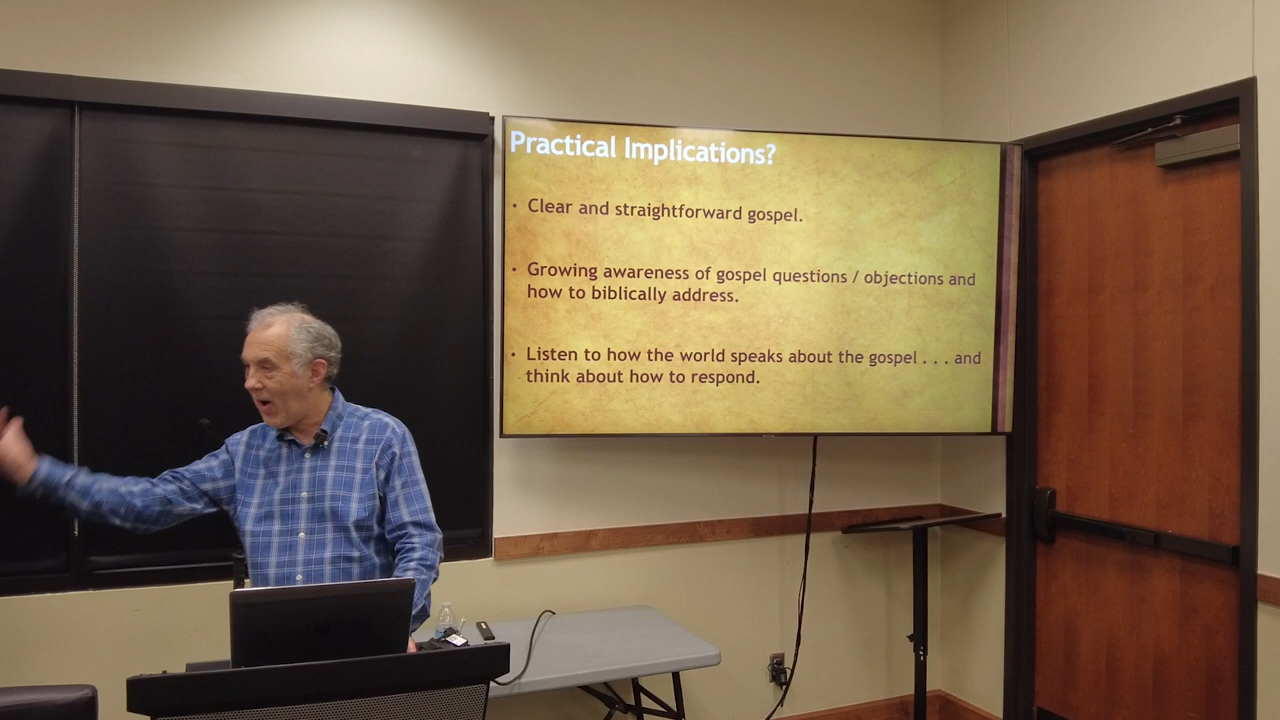 Practical Implications?
• Clear and straightforward gospel.
• Growing awareness of gospel questions / objections and
how to biblically address.
• Listen to how the world speaks about the gospel . . . and
think about how to respond.